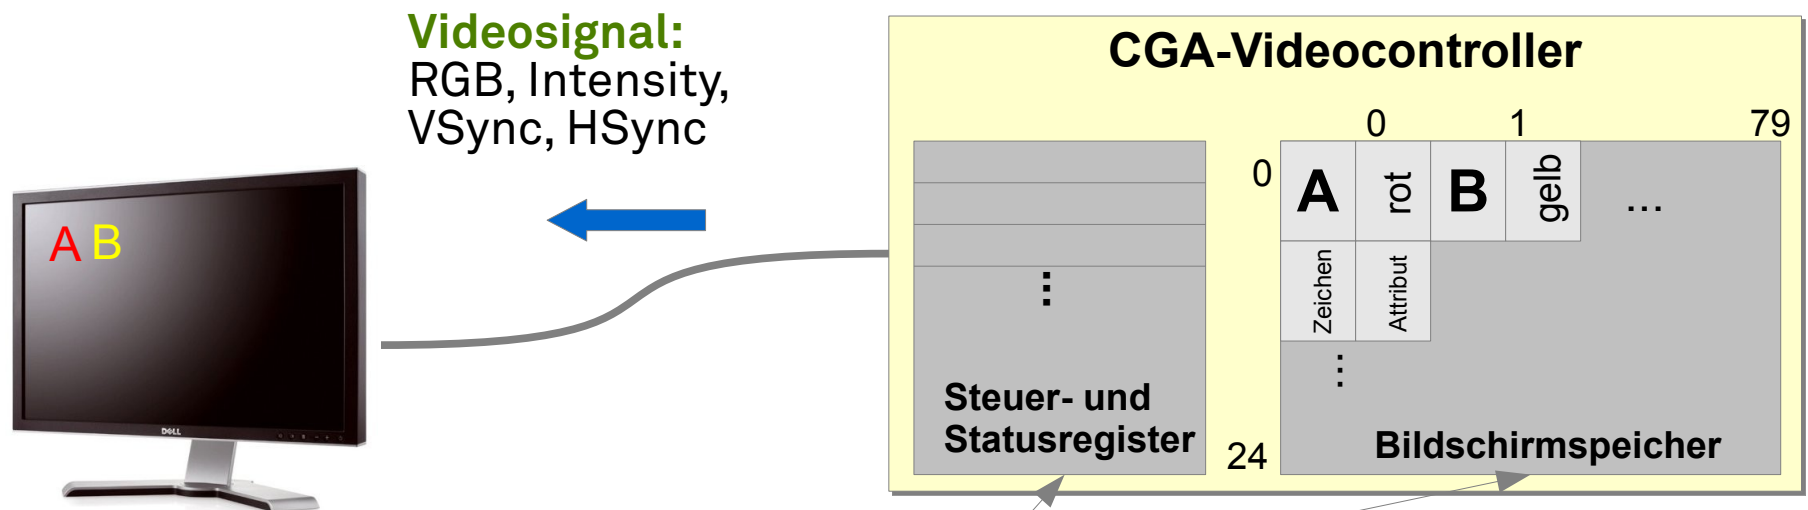 Videosignal:
RGB, Intensity,
VSync, HSync
A B
DELL
CGA-Videocontroller
0 1 79
0
A rot B gelb ...
Zeichen Attribut
...
...
Steuer- und
Statusregister
24
Bildschirmspeicher